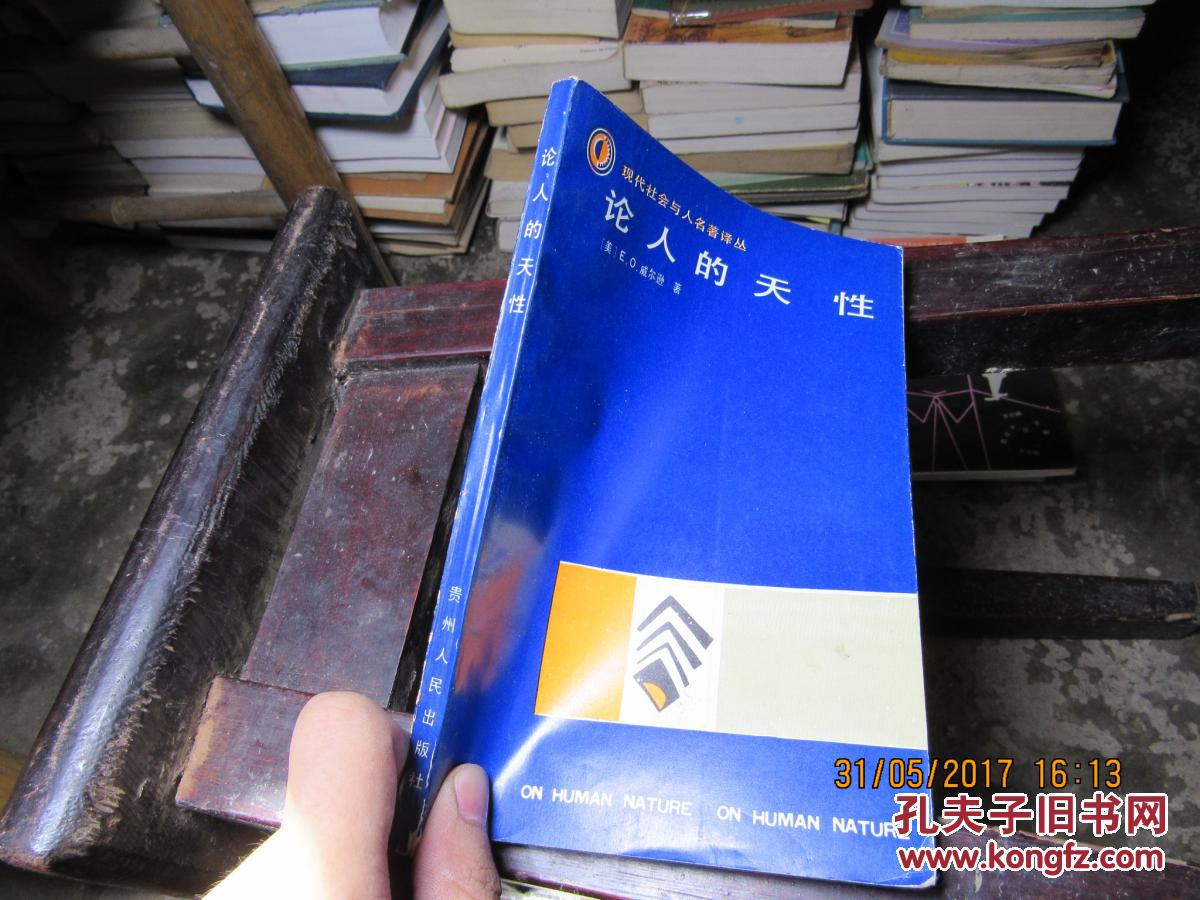 现代社会与人名著译丛
论人的天性
[美] E.O.威尔逊 著
论人的天性
贵州人民出版社
ON HUMAN NATURE ON HUMAN NATUR
31/05/2017 16:13
孔夫子旧书网
www.kongfz.com